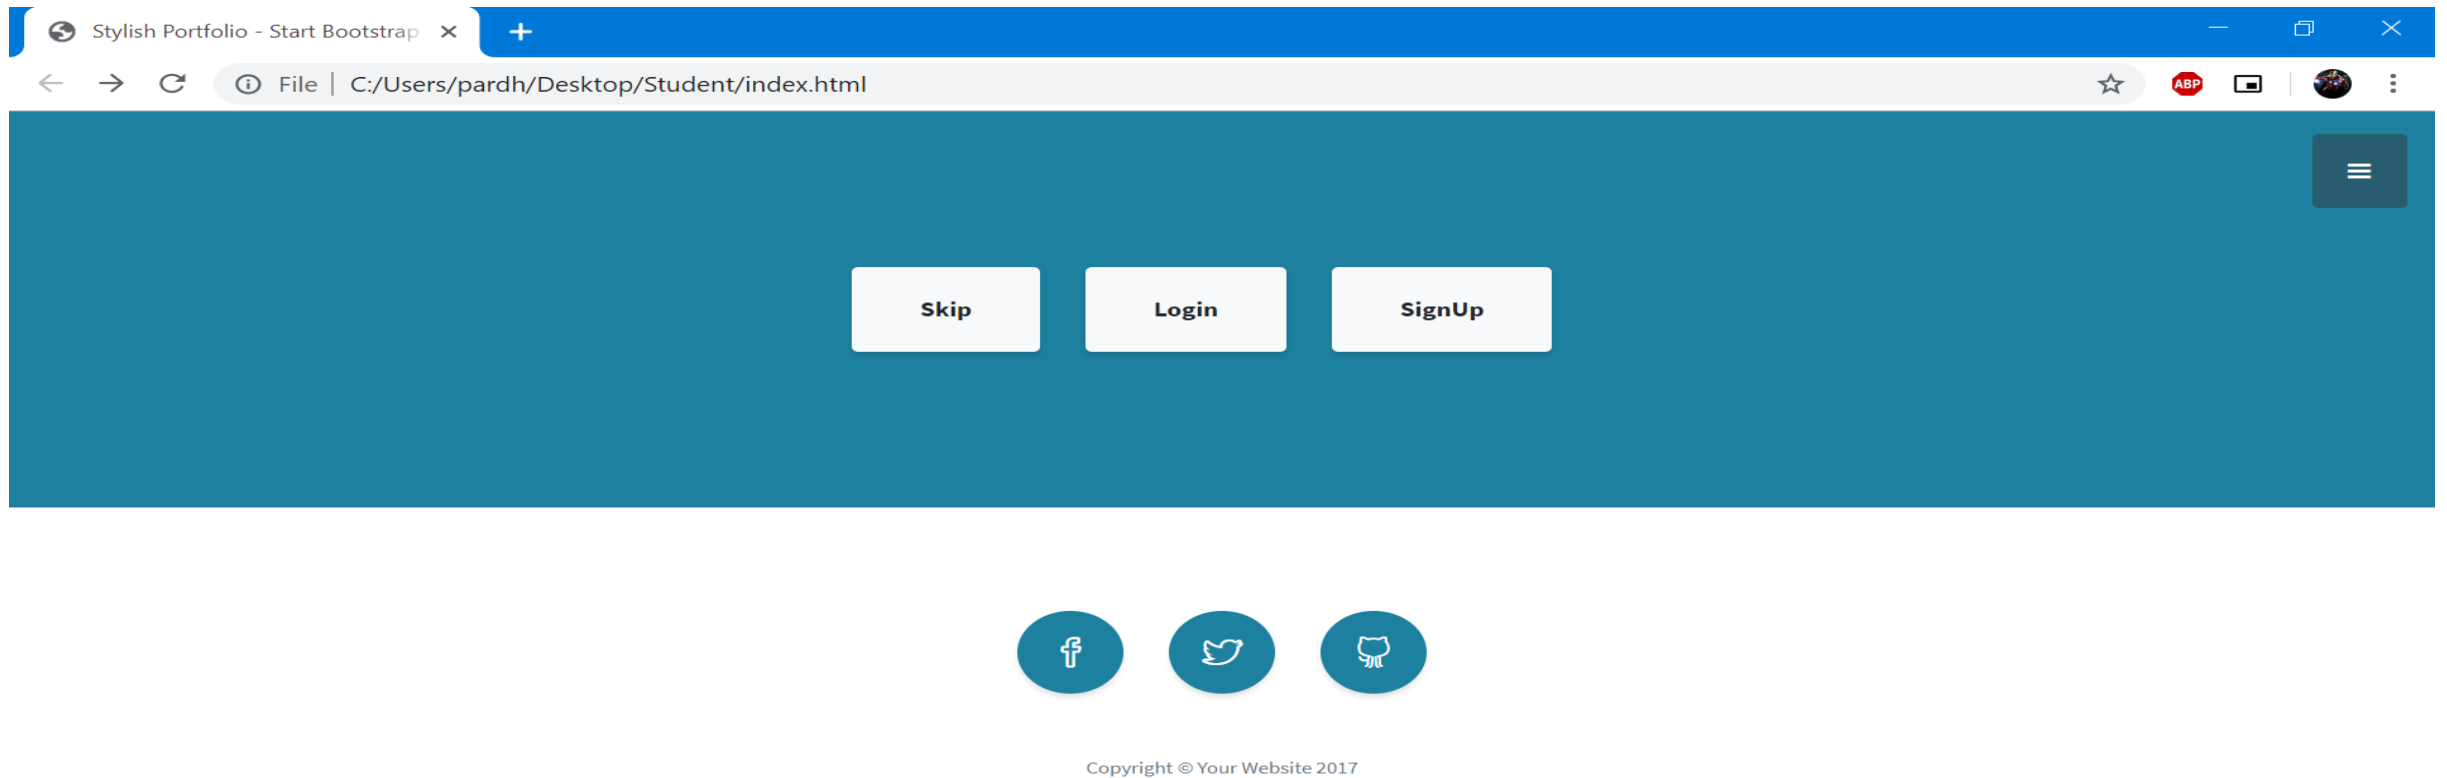 Stylish Portfolio - Start Bootstrap
File | C:/Users/pardh/Desktop/Student/index.html
ABP
Skip Login SignUp
Copyright © Your Website 2017